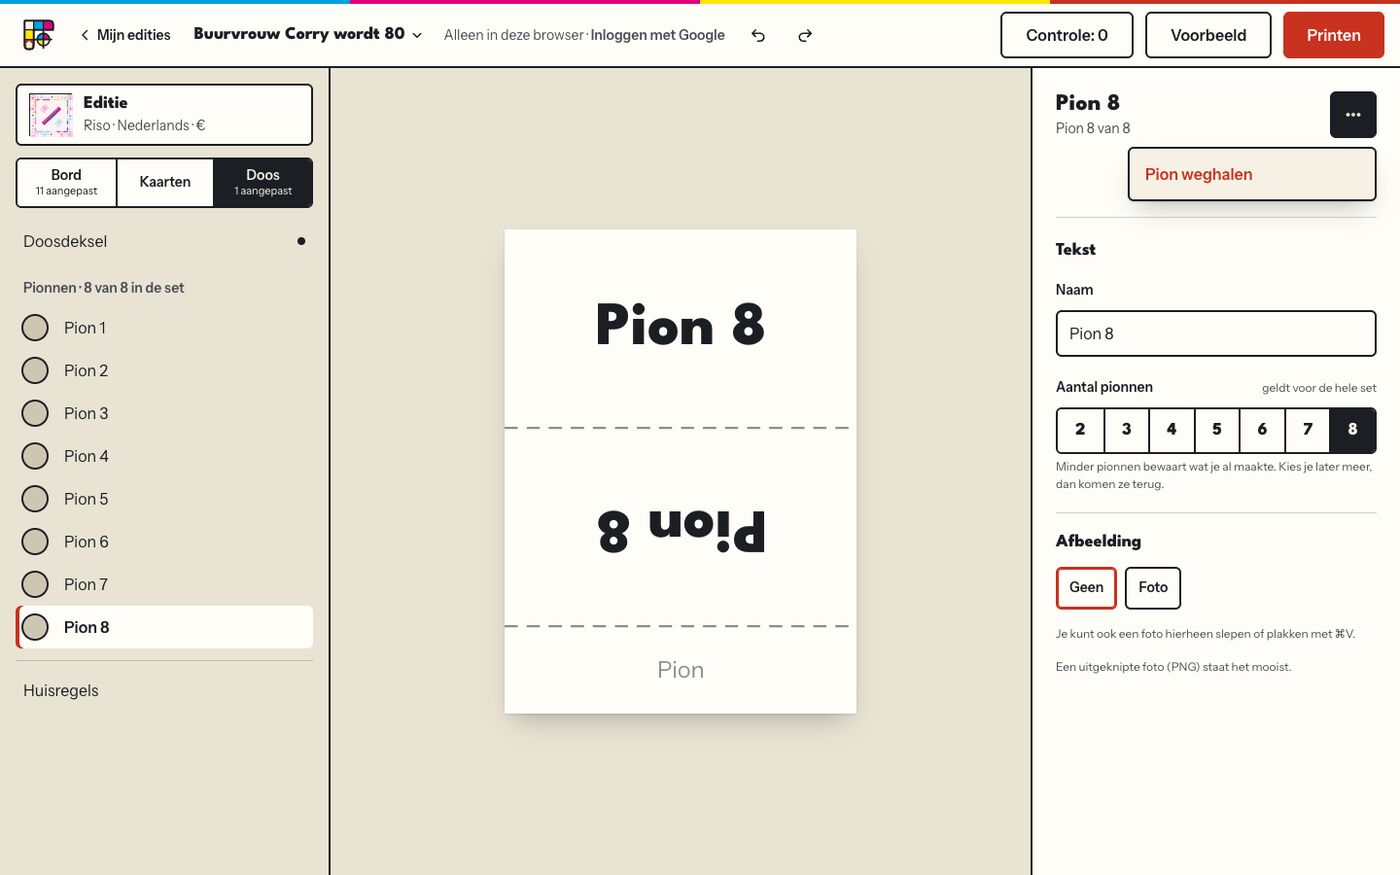 Mijn edities
Buurvrouw Corry wordt 80
Alleen in deze browser · Inloggen met Google
Controle: 0
Voorbeeld
Printen
Editie
Riso · Nederlands · €
Bord
11 aangepast
Kaarten
Doos
1 aangepast
Doosdeksel
Pionnen · 8 van 8 in de set
Pion 1
Pion 2
Pion 3
Pion 4
Pion 5
Pion 6
Pion 7
Pion 8
Huisregels
Pion 8
Pion 8
Pion
Pion 8
Pion 8 van 8
Pion weghalen
Tekst
Naam
Pion 8
Aantal pionnen
geldt voor de hele set
2 3 4 5 6 7 8
Minder pionnen bewaart wat je al maakte. Kies je later meer,
dan komen ze terug.
Afbeelding
Geen
Foto
Je kunt ook een foto hierheen slepen of plakken met ⌘V.
Een uitgeknipte foto (PNG) staat het mooist.